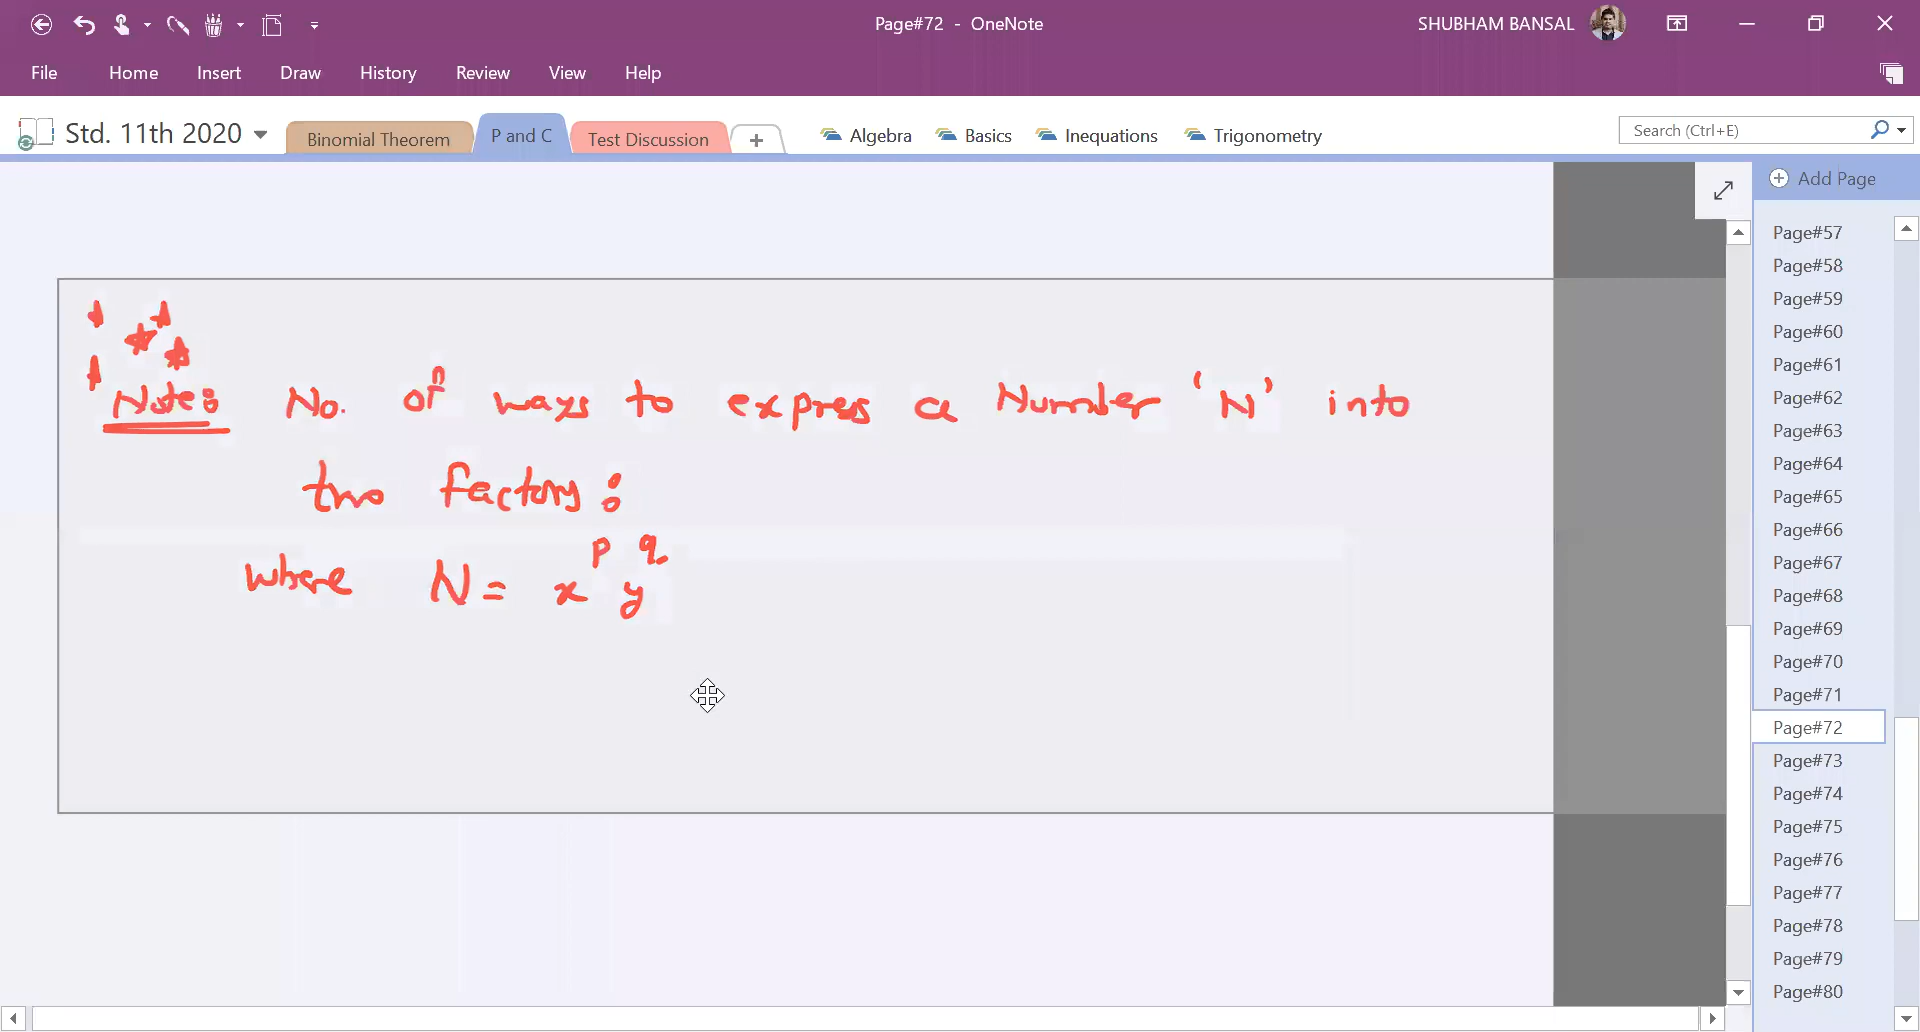 Page#72 - OneNote
SHUBHAM BANSAL
File Home Insert Draw History Review View Help
Std. 11th 2020
Binomial Theorem
P and C
Test Discussion
+
Algebra
Basics
Inequations
Trigonometry
Search (Ctrl+E)
Add Page
Note: No. of n ways to express a Number 'N' into
two factors:
where N = x^p y^q
Page#57
Page#58
Page#59
Page#60
Page#61
Page#62
Page#63
Page#64
Page#65
Page#66
Page#67
Page#68
Page#69
Page#70
Page#71
Page#72
Page#73
Page#74
Page#75
Page#76
Page#77
Page#78
Page#79
Page#80